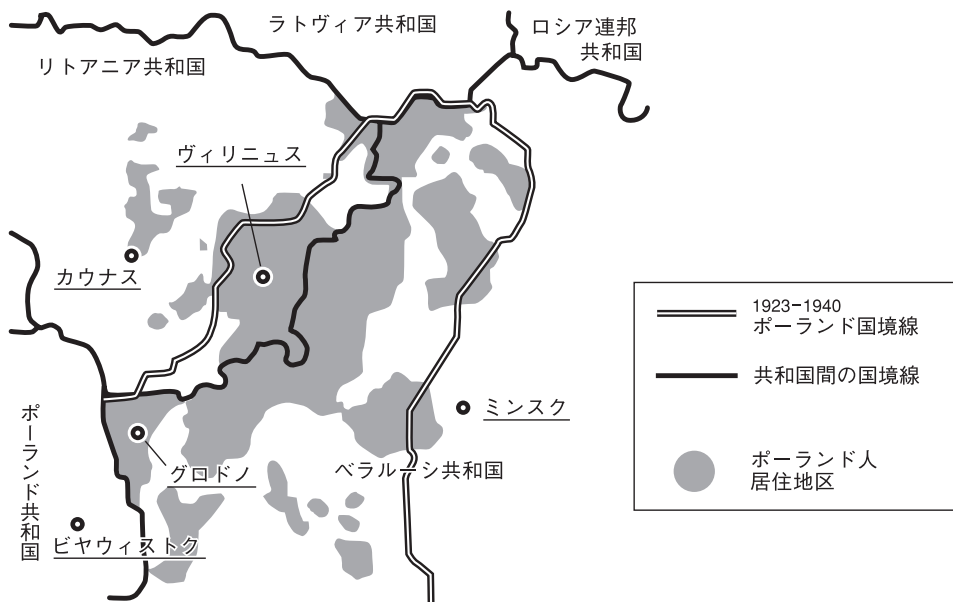 ラトヴィア共和国
ロシア連邦
共和国
リトアニア共和国
ヴィリニュス
カウナス
1923-1940
ポーランド国境線
共和国間の国境線
ミンスク
ポーランド共和国
グロドノ
ベラルーシ共和国
ポーランド人
居住地区
ビヤウィストク